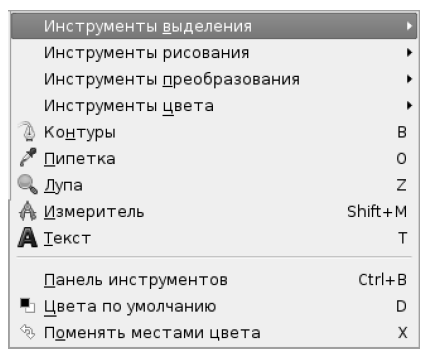 Инструменты выделения
Инструменты рисования
Инструменты преобразования
Инструменты цвета
Контуры B
Пипетка O
Лупа Z
Измеритель Shift+M
Текст T
Панель инструментов Ctrl+B
Цвета по умолчанию D
Поменять местами цвета X